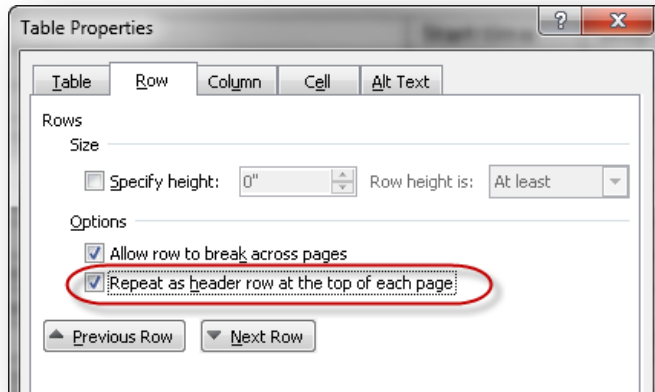 Table Properties
Table Row Column Cell Alt Text
Rows
Size
Specify height: 0" Row height is: At least
Options
Allow row to break across pages
Repeat as header row at the top of each page
Previous Row Next Row